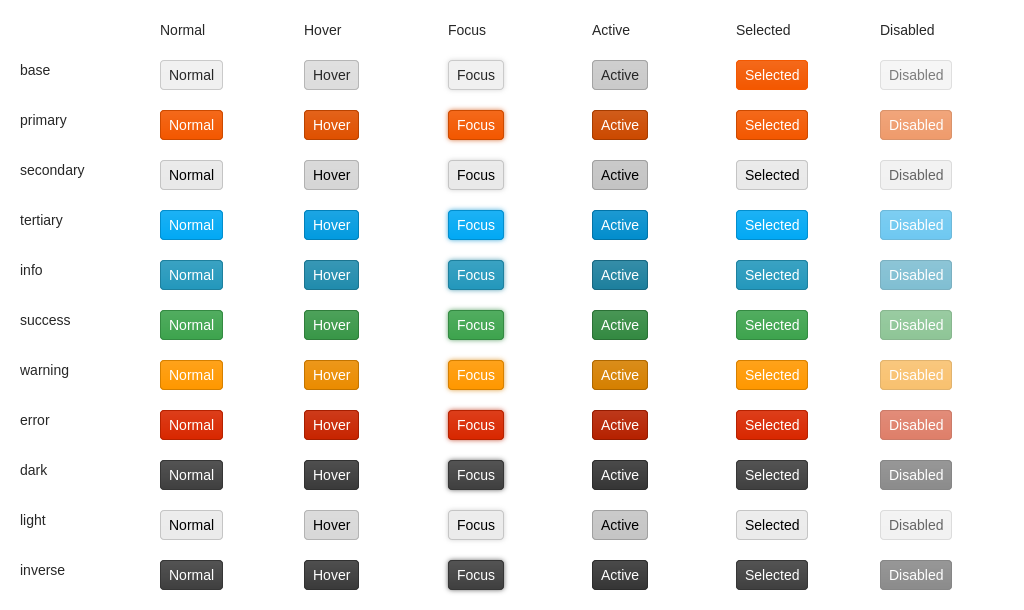 Normal Hover Focus Active Selected Disabled
base Normal Hover Focus Active Selected Disabled
primary Normal Hover Focus Active Selected Disabled
secondary Normal Hover Focus Active Selected Disabled
tertiary Normal Hover Focus Active Selected Disabled
info Normal Hover Focus Active Selected Disabled
success Normal Hover Focus Active Selected Disabled
warning Normal Hover Focus Active Selected Disabled
error Normal Hover Focus Active Selected Disabled
dark Normal Hover Focus Active Selected Disabled
light Normal Hover Focus Active Selected Disabled
inverse Normal Hover Focus Active Selected Disabled